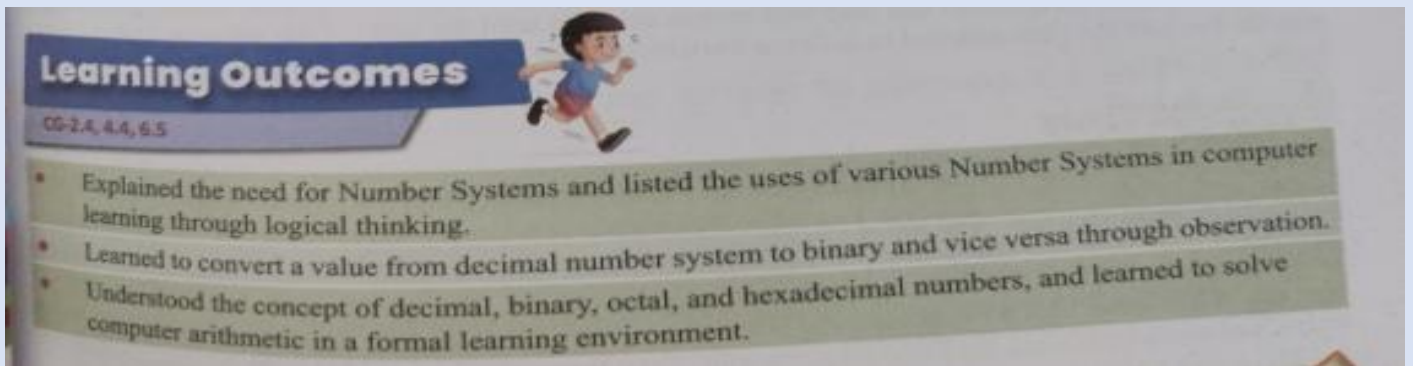 Learning Outcomes
CG-2.4, 4.4, 6.5
• Explained the need for Number Systems and listed the uses of various Number Systems in computer
learning through logical thinking.
• Learned to convert a value from decimal number system to binary and vice versa through observation.
• Understood the concept of decimal, binary, octal, and hexadecimal numbers, and learned to solve
computer arithmetic in a formal learning environment.